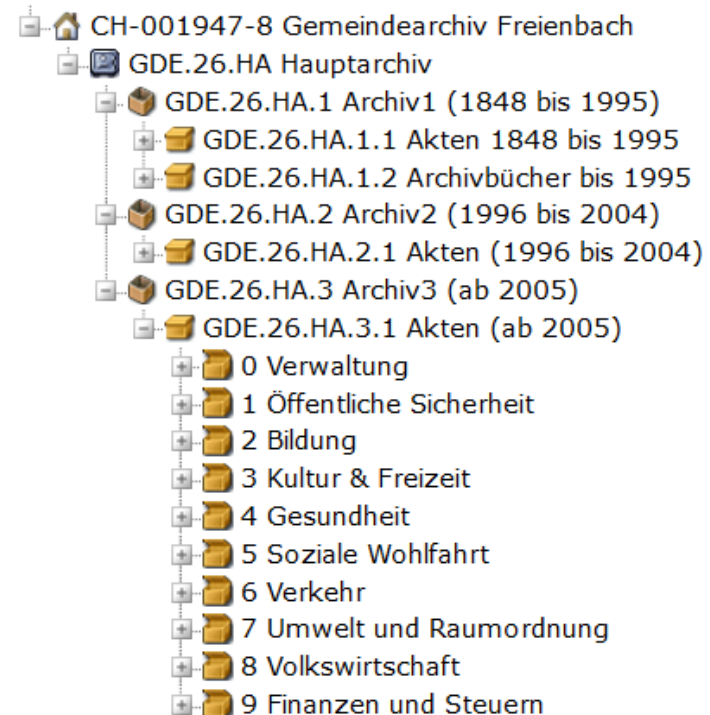 CH-001947-8 Gemeindearchiv Freienbach
GDE.26.HA Hauptarchiv
GDE.26.HA.1 Archiv1 (1848 bis 1995)
GDE.26.HA.1.1 Akten 1848 bis 1995
GDE.26.HA.1.2 Archivbücher bis 1995
GDE.26.HA.2 Archiv2 (1996 bis 2004)
GDE.26.HA.2.1 Akten (1996 bis 2004)
GDE.26.HA.3 Archiv3 (ab 2005)
GDE.26.HA.3.1 Akten (ab 2005)
0 Verwaltung
1 Öffentliche Sicherheit
2 Bildung
3 Kultur & Freizeit
4 Gesundheit
5 Soziale Wohlfahrt
6 Verkehr
7 Umwelt und Raumordnung
8 Volkswirtschaft
9 Finanzen und Steuern